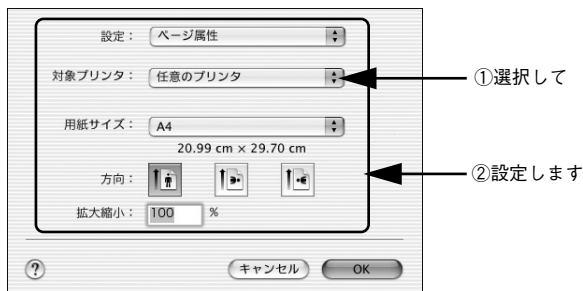 設定： ページ属性
対象プリンタ： 任意のプリンタ
①選択して
用紙サイズ： A4
20.99 cm × 29.70 cm
方向：
②設定します
拡大縮小： 100 %
? キャンセル OK